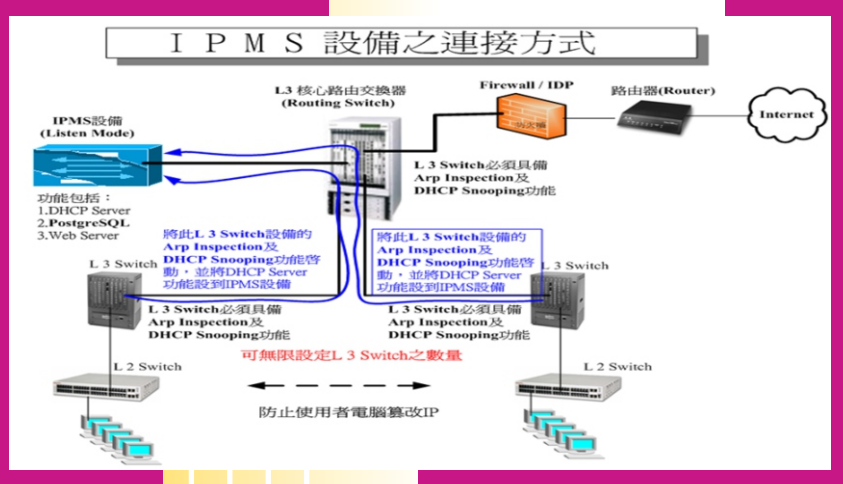 ＩＰＭＳ 設備之連接方式
L3 核心路由交換器
(Routing Switch)
Firewall / IDP
路由器(Router)
Internet
IPMS設備
(Listen Mode)
L 3 Switch必須具備
Arp Inspection及
DHCP Snooping功能
功能包括：
1.DHCP Server
2.PostgreSQL
3.Web Server
將此L 3 Switch設備的
Arp Inspection及
DHCP Snooping功能啓
動，並將DHCP Server
功能設到IPMS設備
將此L 3 Switch設備的
Arp Inspection及
DHCP Snooping功能啓
動，並將DHCP Server
功能設到IPMS設備
L 3 Switch
L 3 Switch
L 3 Switch必須具備
Arp Inspection及
DHCP Snooping功能
L 3 Switch必須具備
Arp Inspection及
DHCP Snooping功能
可無限設定L 3 Switch之數量
L 2 Switch
L 2 Switch
防止使用者電腦篡改IP